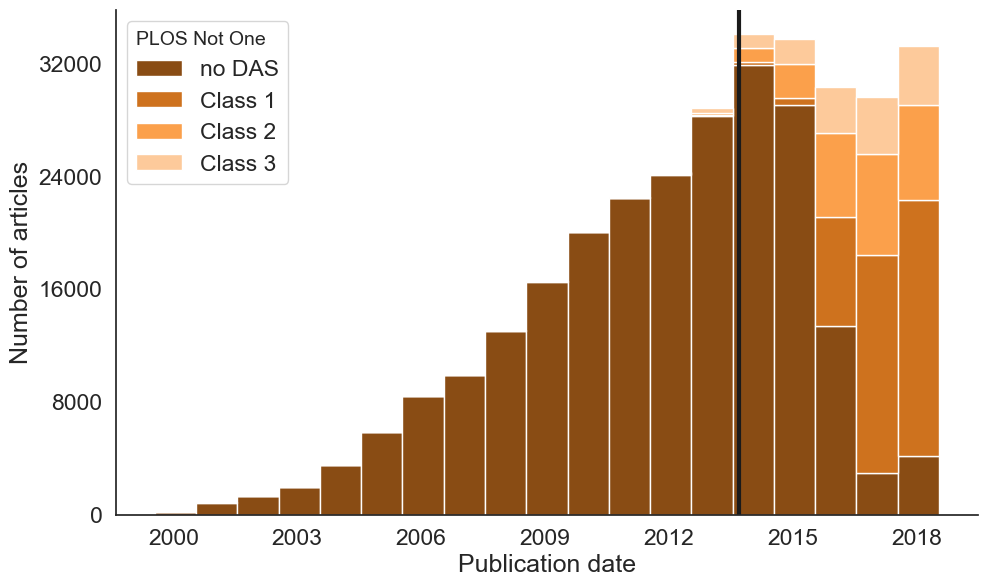 PLOS Not One
no DAS
Class 1
Class 2
Class 3
Number of articles
32000
24000
16000
8000
0
2000 2003 2006 2009 2012 2015 2018
Publication date